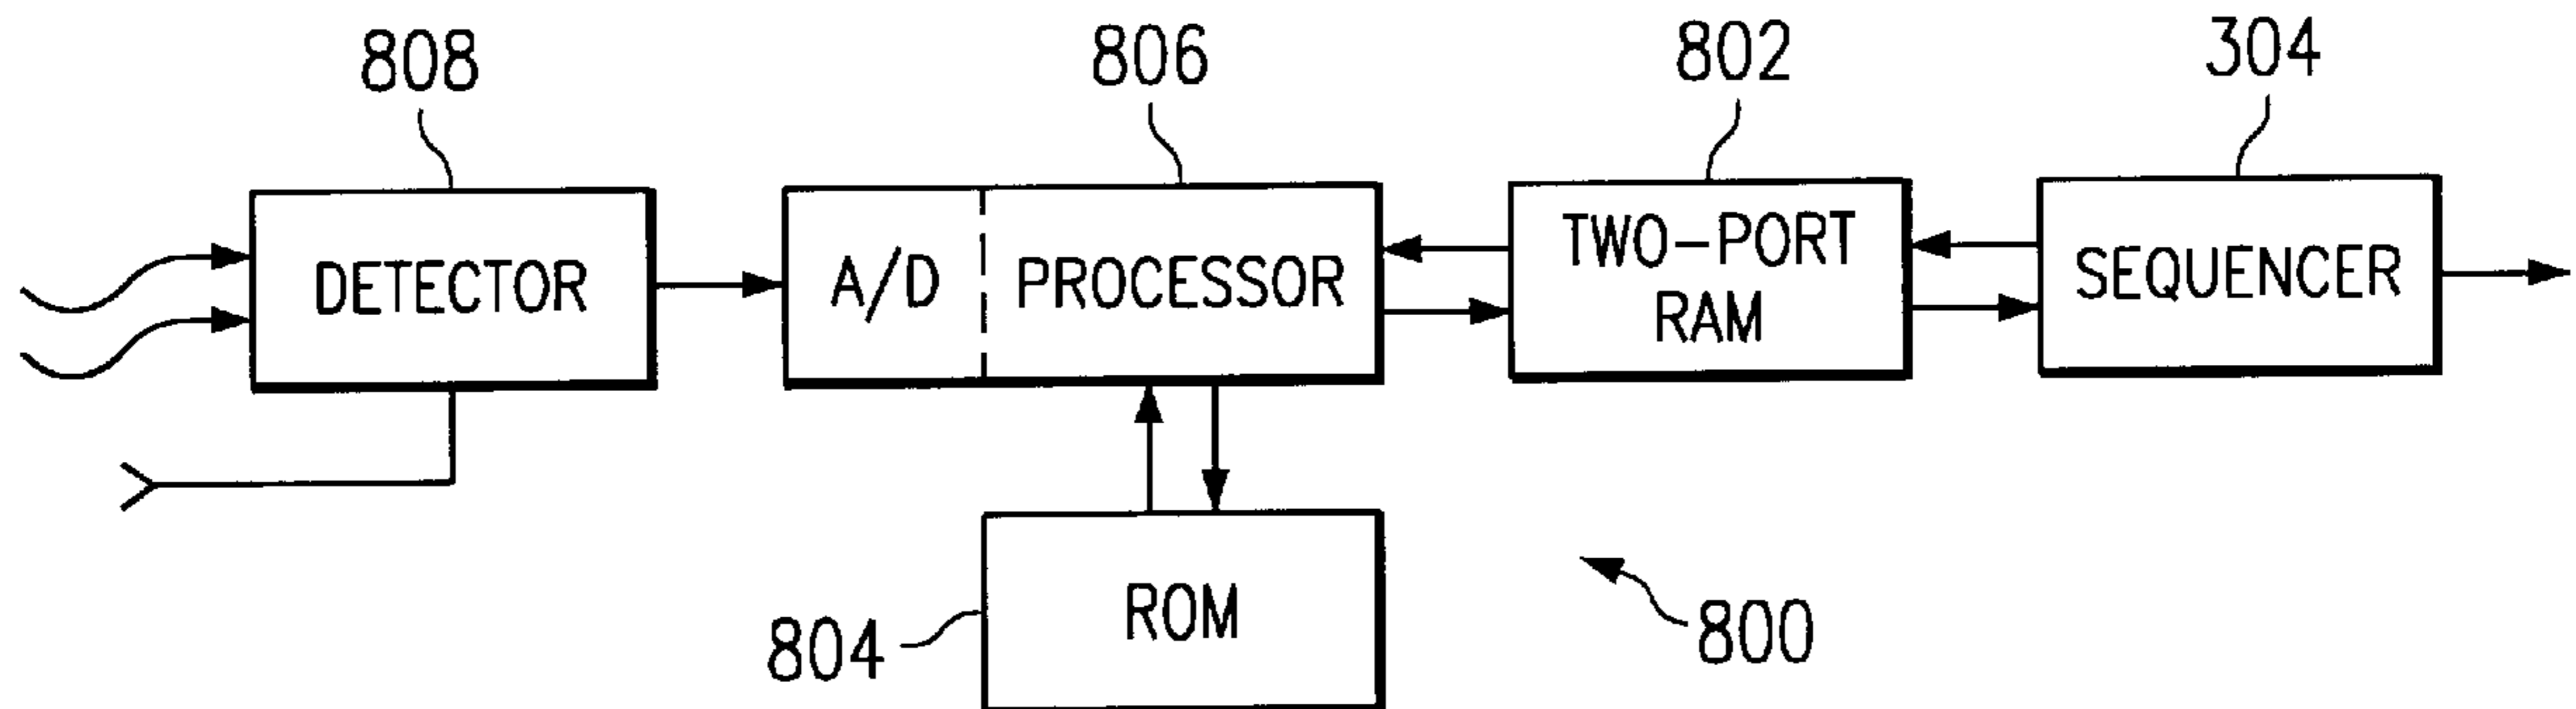 808
806
802
304
DETECTOR
A/D
PROCESSOR
TWO-PORT
RAM
SEQUENCER
ROM
804
800